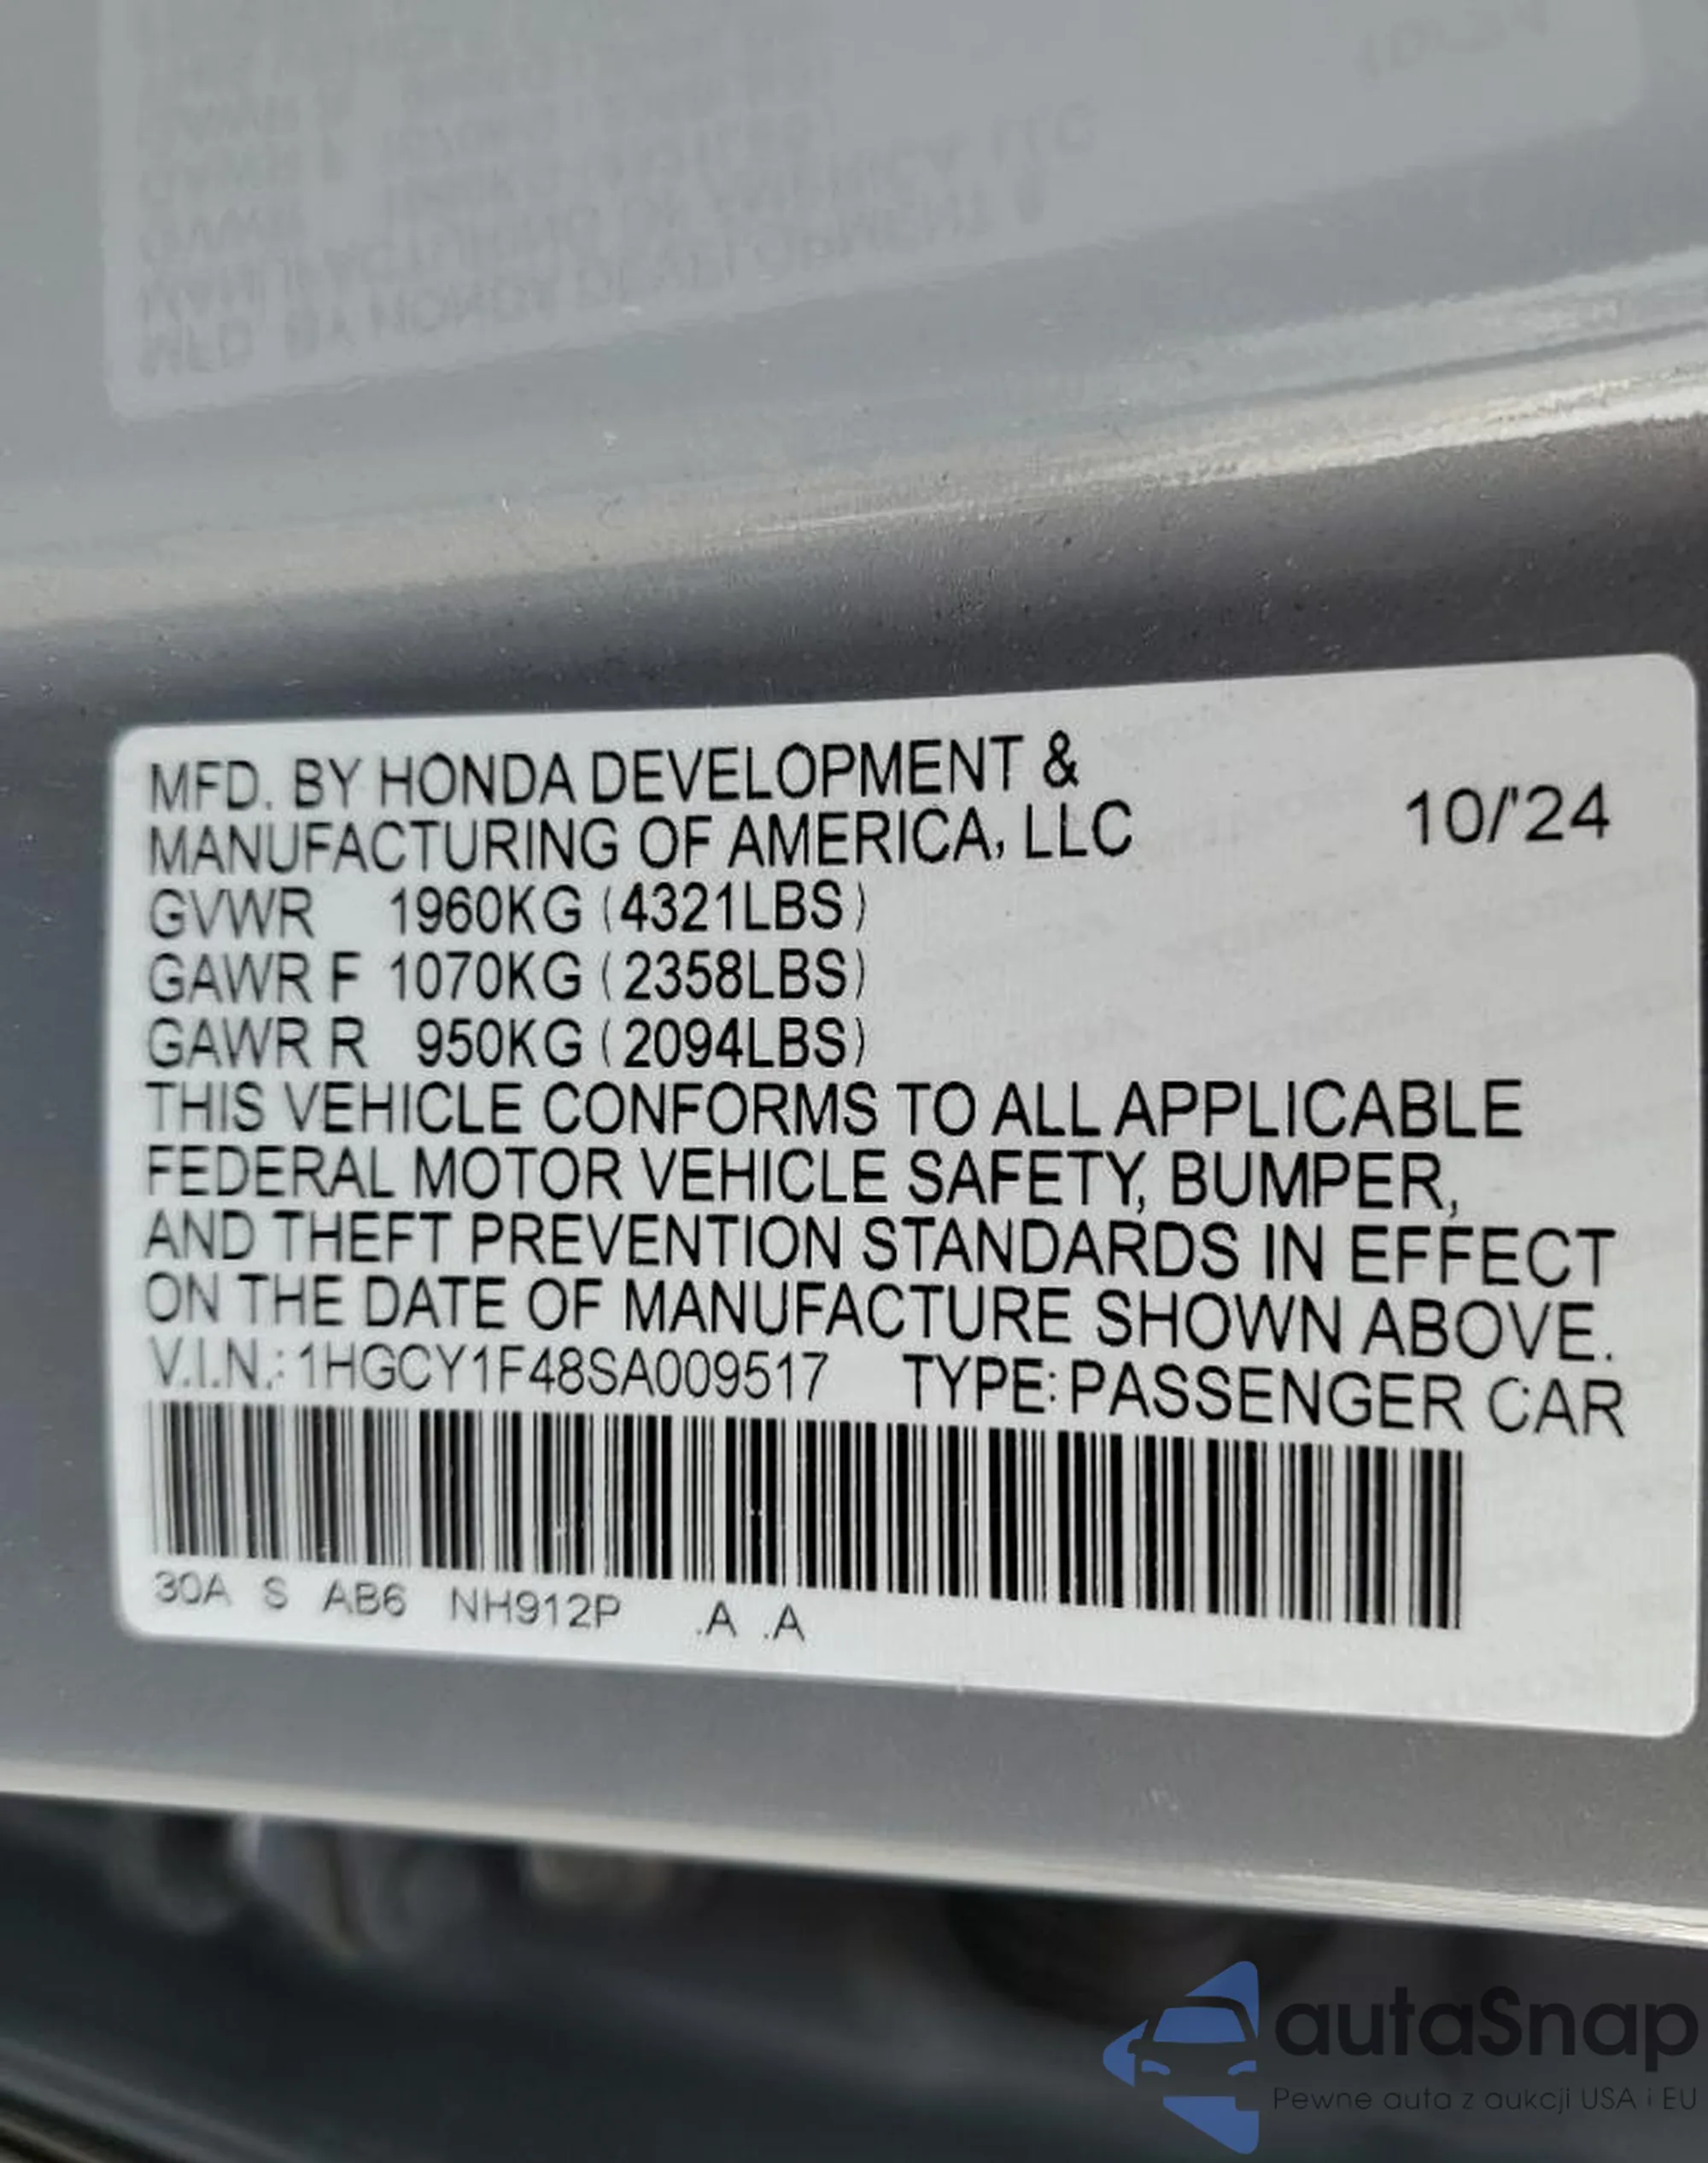 MFD. BY HONDA DEVELOPMENT &
MANUFACTURING OF AMERICA, LLC
10/'24
GVWR 1960KG (4321LBS)
GAWR F 1070KG (2358LBS)
GAWR R 950KG (2094LBS)
THIS VEHICLE CONFORMS TO ALL APPLICABLE
FEDERAL MOTOR VEHICLE SAFETY, BUMPER,
AND THEFT PREVENTION STANDARDS IN EFFECT
ON THE DATE OF MANUFACTURE SHOWN ABOVE.
V.I.N.: 1HGCY1F48SA009517 TYPE: PASSENGER CAR
30A S AB6 NH912P .A .A
autaSnap
Pewne auta z aukcji USA i EU